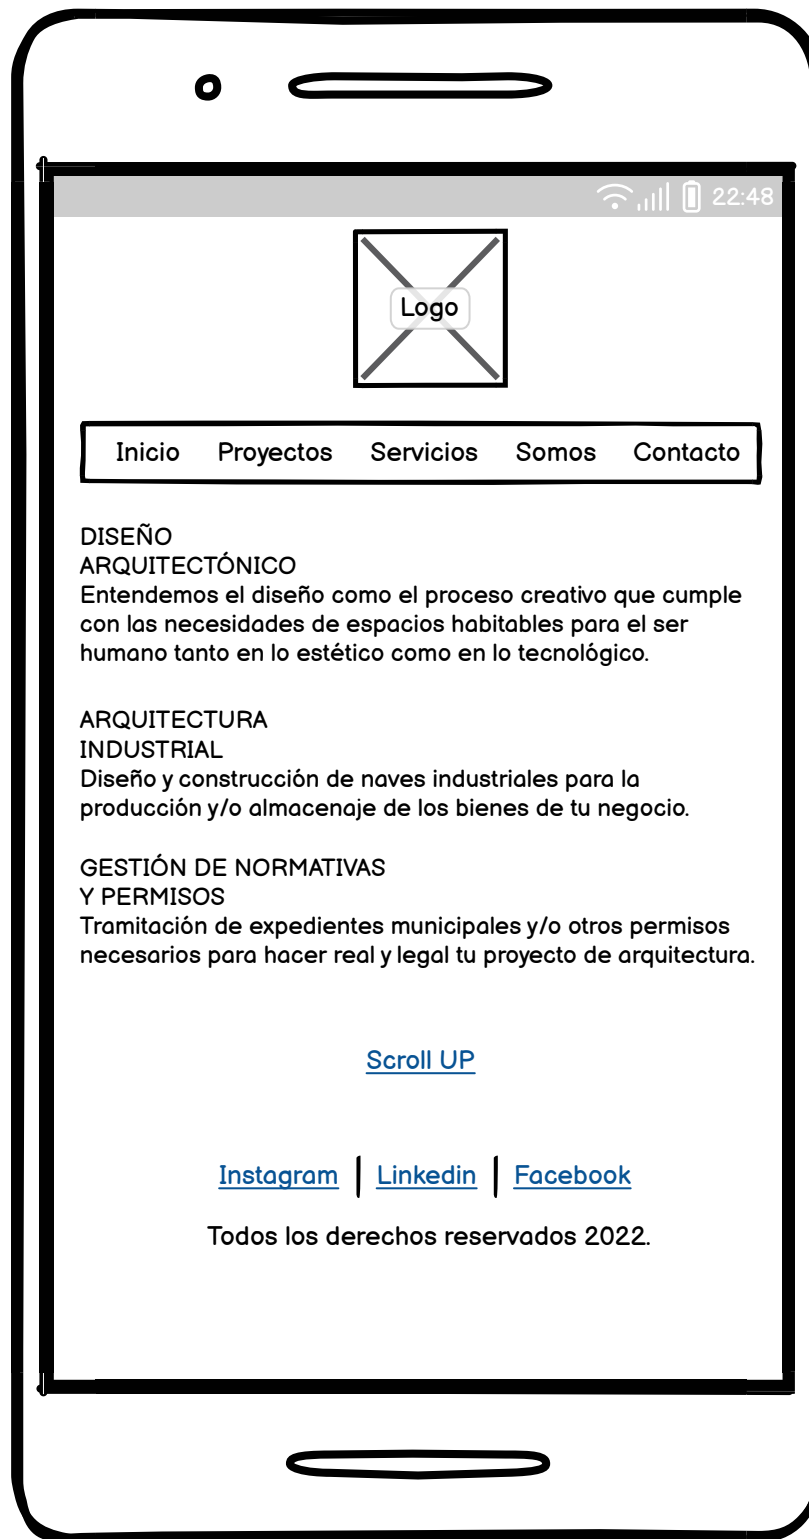 22:48
Logo
Inicio Proyectos Servicios Somos Contacto
DISEÑO
ARQUITECTÓNICO
Entendemos el diseño como el proceso creativo que cumple
con las necesidades de espacios habitables para el ser
humano tanto en lo estético como en lo tecnológico.
ARQUITECTURA
INDUSTRIAL
Diseño y construcción de naves industriales para la
producción y/o almacenaje de los bienes de tu negocio.
GESTIÓN DE NORMATIVAS
Y PERMISOS
Tramitación de expedientes municipales y/o otros permisos
necesarios para hacer real y legal tu proyecto de arquitectura.
Scroll UP
Instagram Linkedin Facebook
Todos los derechos reservados 2022.